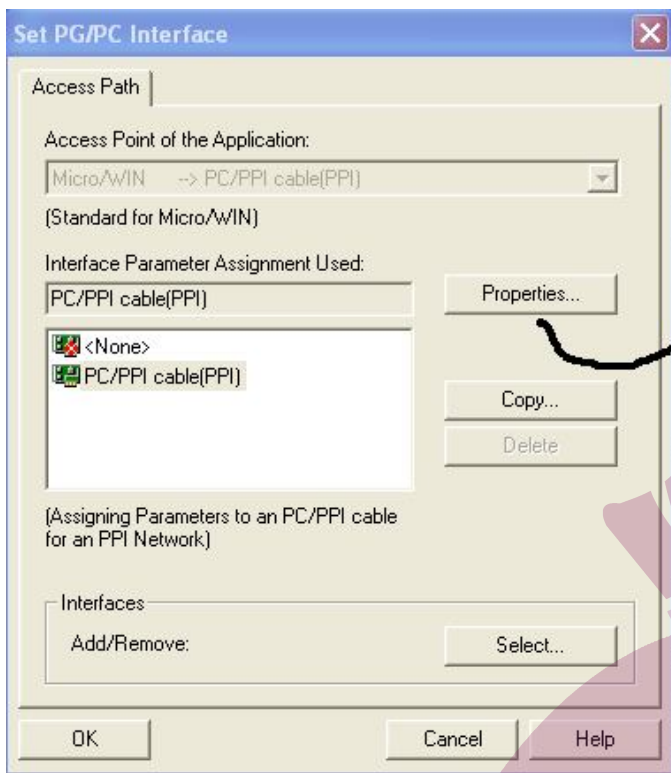 Set PG/PC Interface
Access Path
Access Point of the Application:
Micro/WIN --> PC/PPI cable(PPI)
(Standard for Micro/WIN)
Interface Parameter Assignment Used:
PC/PPI cable(PPI)
Properties...
<None>
PC/PPI cable(PPI)
Copy...
Delete
(Assigning Parameters to an PC/PPI cable
for an PPI Network)
Interfaces
Add/Remove:
Select...
OK
Cancel
Help